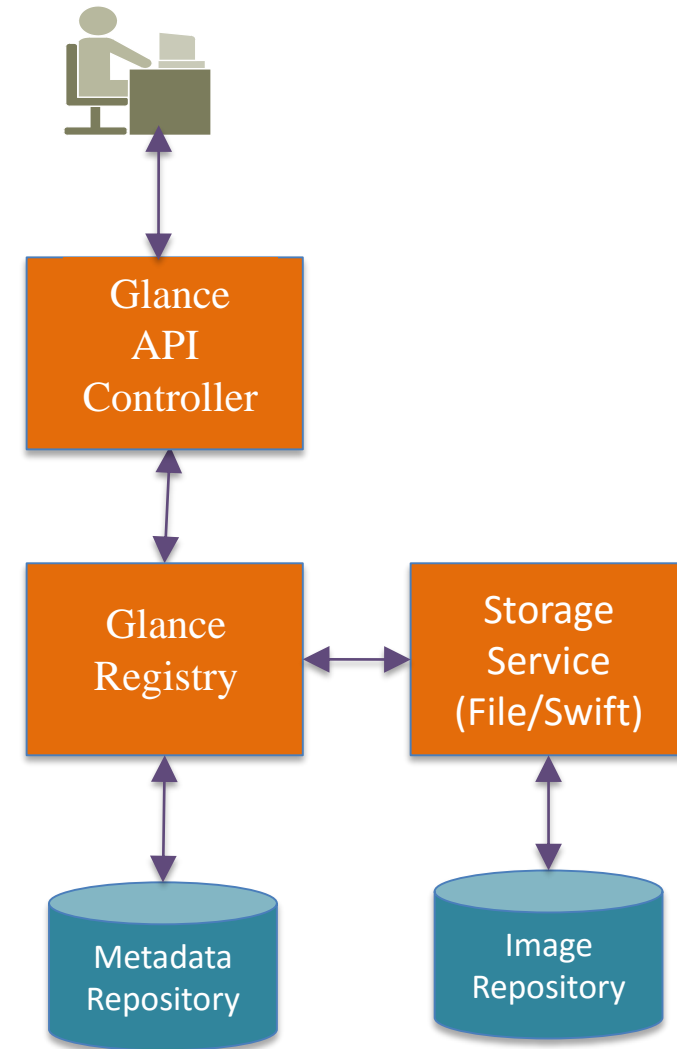 Glance
API
Controller
Glance
Registry
Storage
Service
(File/Swift)
Metadata
Repository
Image
Repository